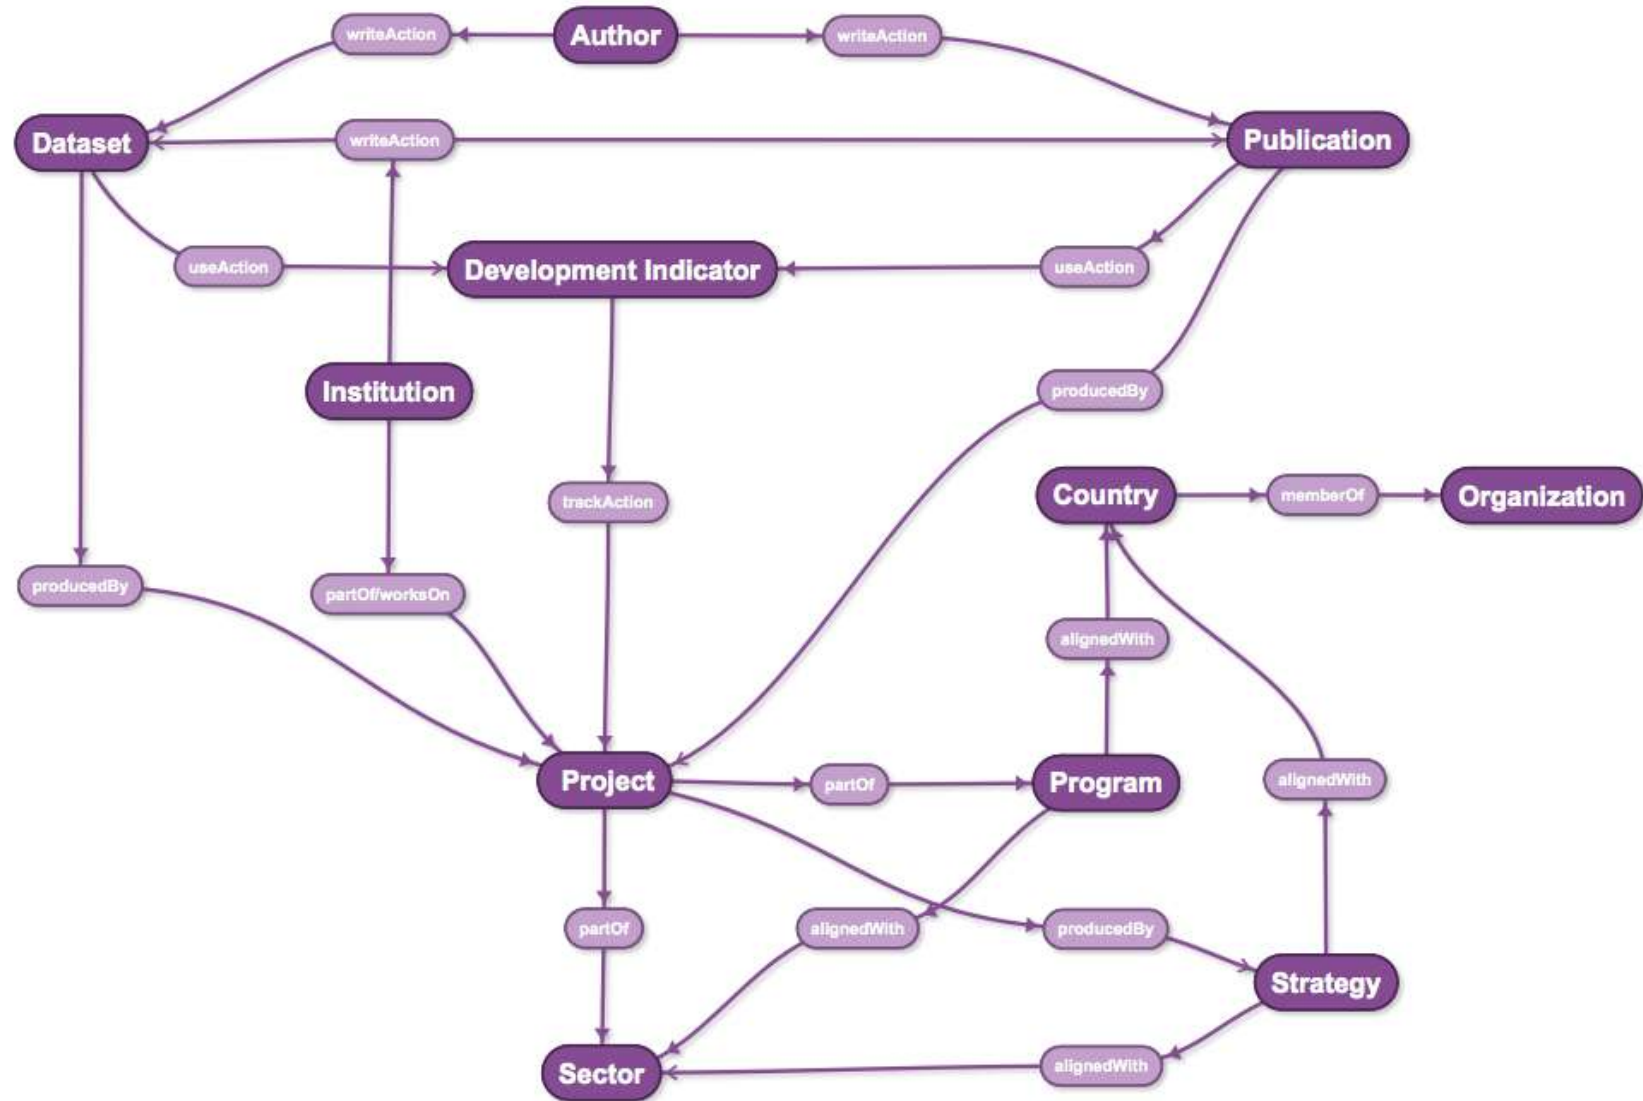 writeAction
Author
writeAction
Dataset
writeAction
Publication
useAction
Development Indicator
useAction
Institution
producedBy
Country
memberOf
Organization
trackAction
producedBy
partOf/worksOn
alignedWith
Project
partOf
Program
alignedWith
partOf
alignedWith
producedBy
Strategy
Sector
alignedWith